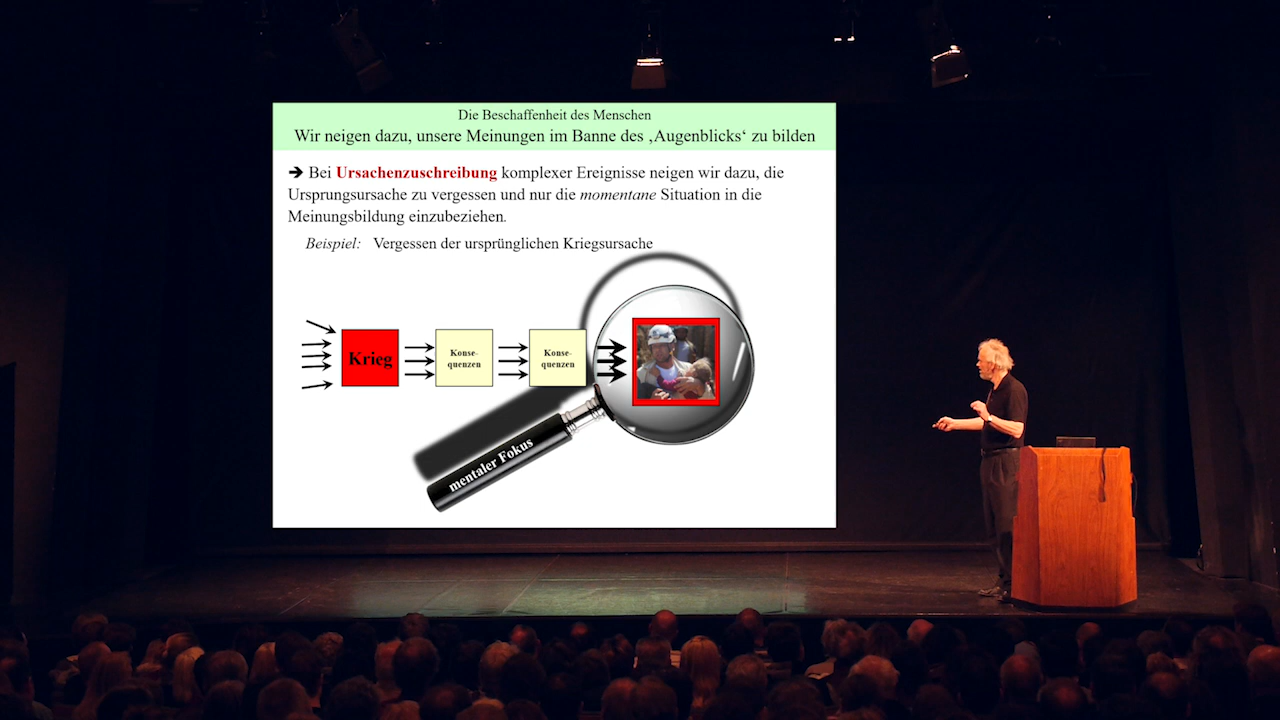 Die Beschaffenheit des Menschen
Wir neigen dazu, unsere Meinungen im Banne des ‚Augenblicks‘ zu bilden
➔ Bei Ursachenzuschreibung komplexer Ereignisse neigen wir dazu, die
Ursprungsursache zu vergessen und nur die momentane Situation in die
Meinungsbildung einzubeziehen.
Beispiel: Vergessen der ursprünglichen Kriegsursache
Krieg
Konse-
quenzen
Konse-
quenzen
mentaler Fokus